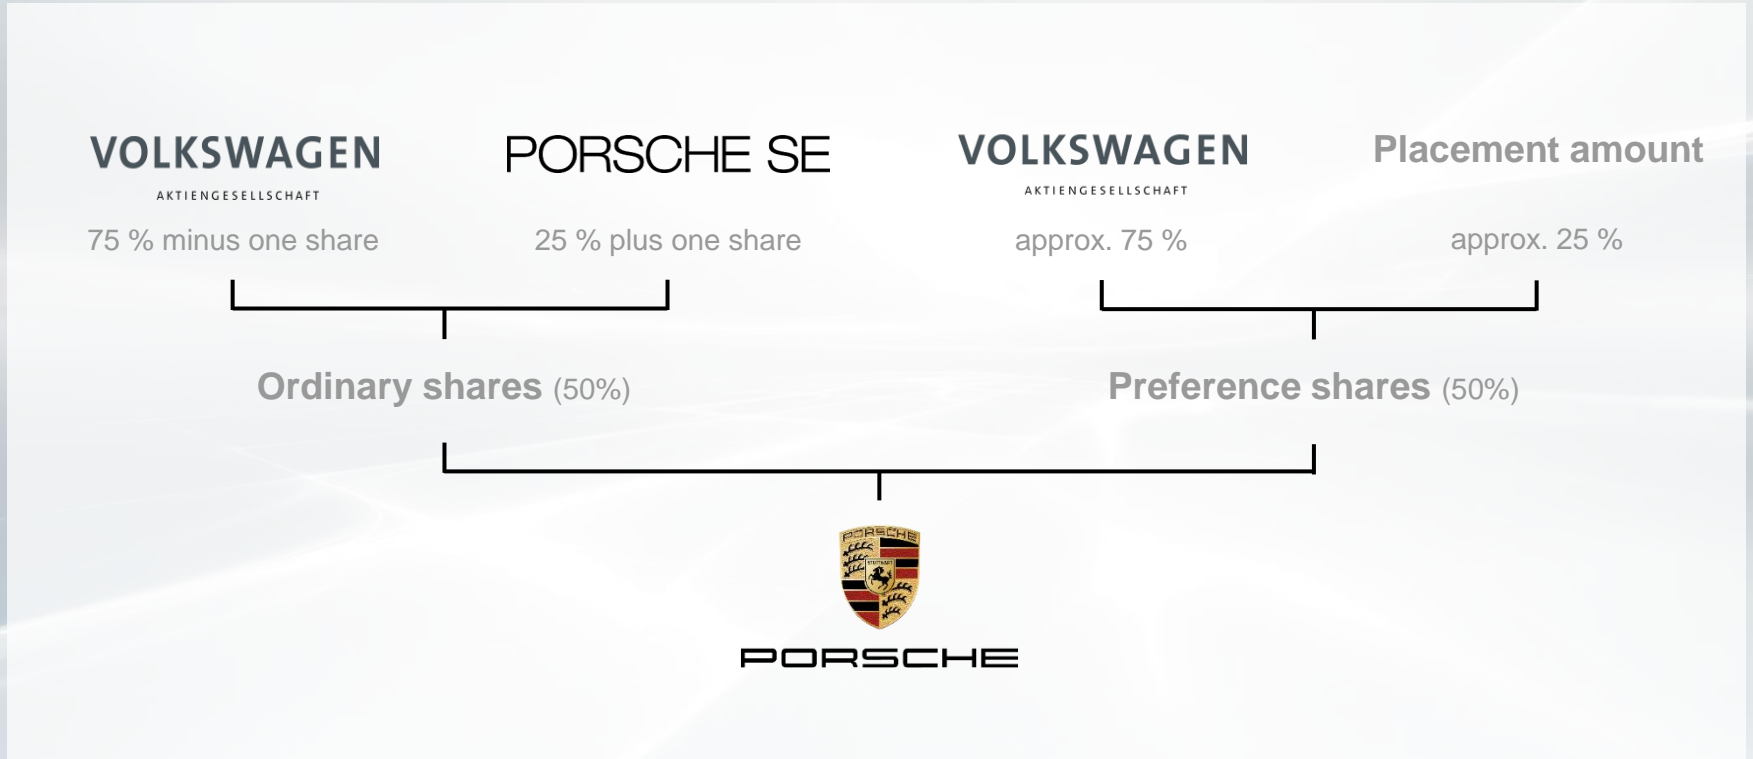 VOLKSWAGEN
AKTIENGESELLSCHAFT
75 % minus one share
PORSCHE SE
25 % plus one share
VOLKSWAGEN
AKTIENGESELLSCHAFT
approx. 75 %
Placement amount
approx. 25 %
Ordinary shares (50%)
Preference shares (50%)
PORSCHE
STUTTGART
PORSCHE